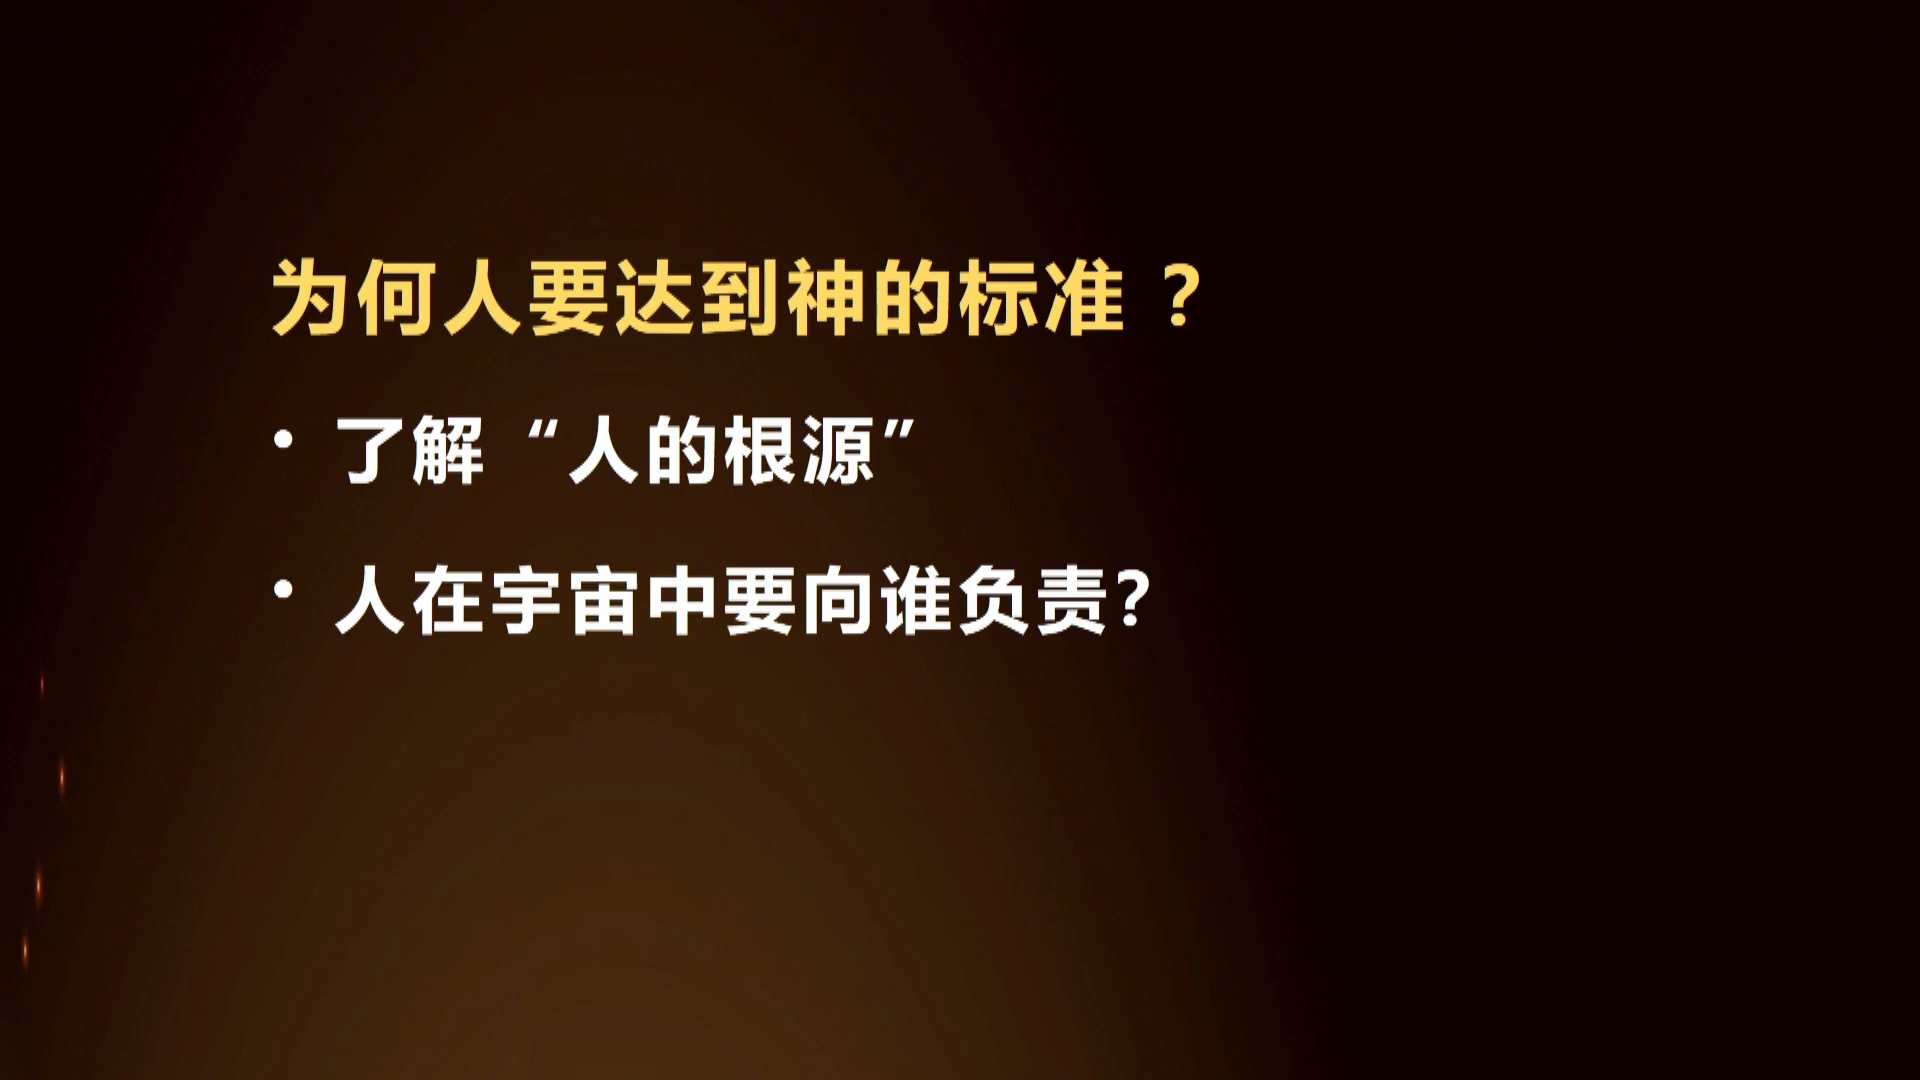 为何人要达到神的标准 ？
• 了解“人的根源”
• 人在宇宙中要向谁负责？